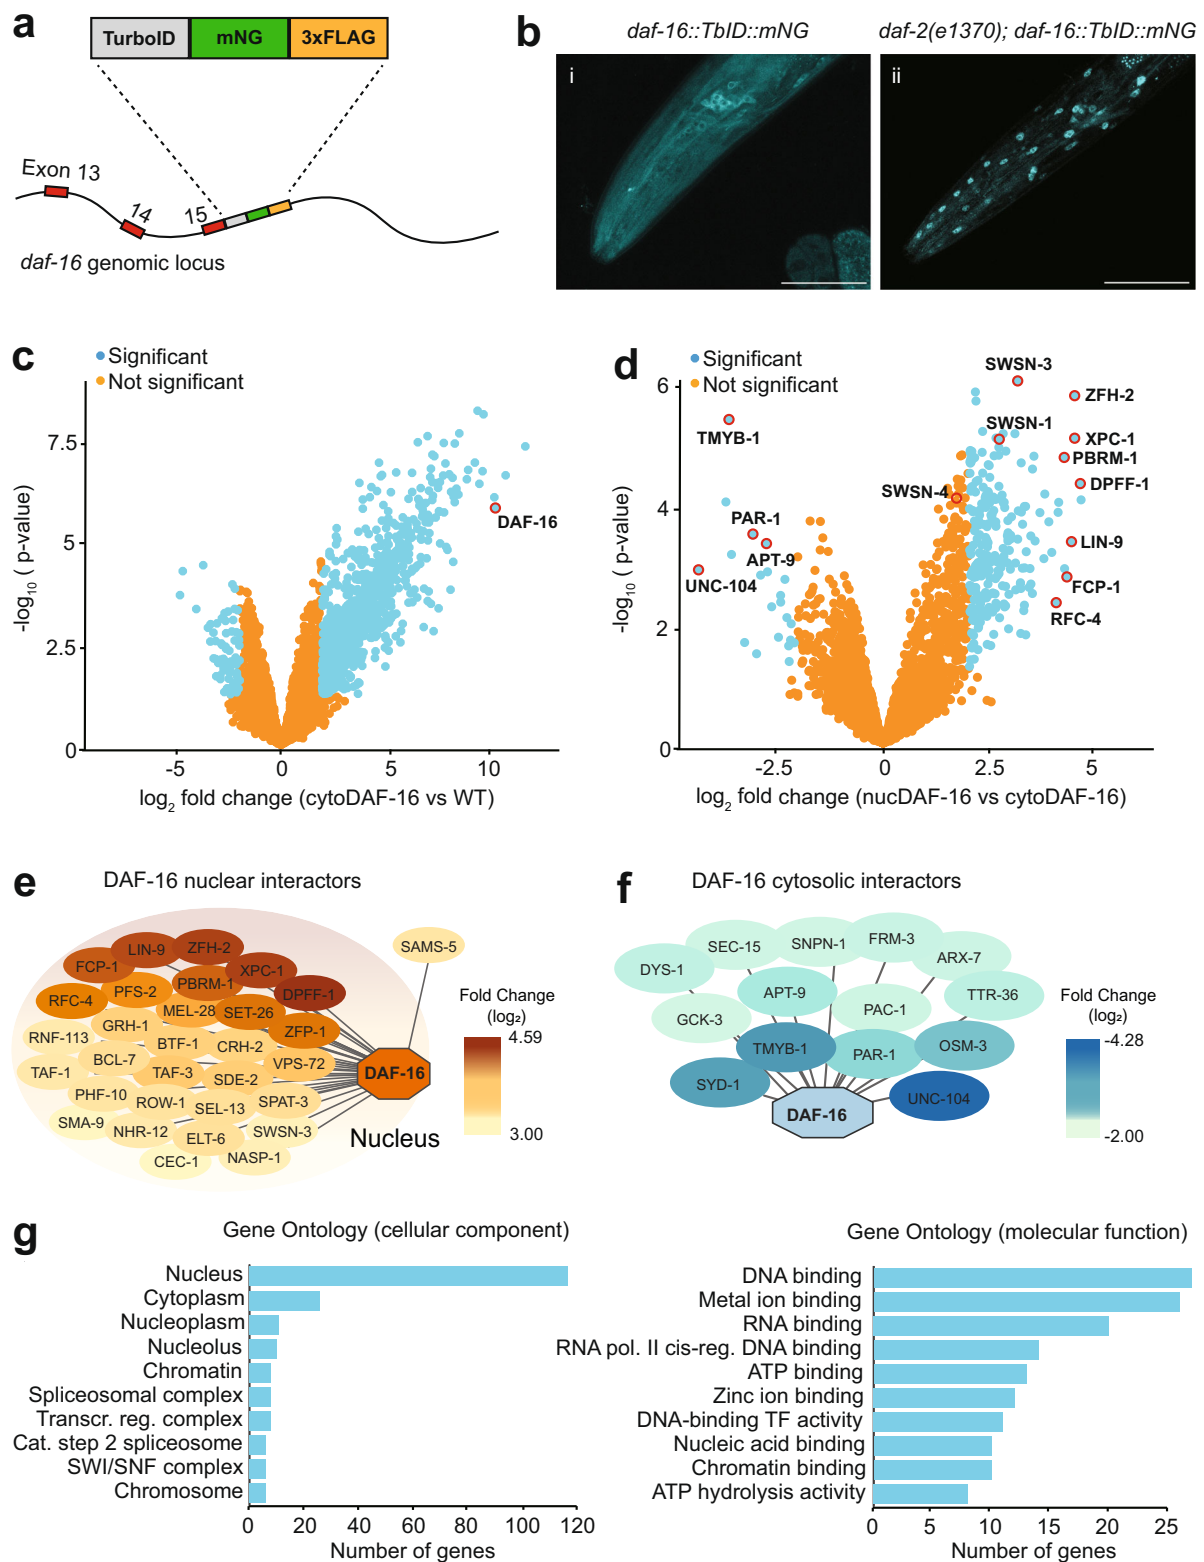 a
TurboID mNG 3xFLAG
Exon 13
14
15
daf-16 genomic locus
b
daf-16::TbID::mNG
daf-2(e1370); daf-16::TbID::mNG
i
ii
c
Significant
Not significant
7.5
5
2.5
0
-5 0 5 10
-log10 ( p-value)
log2 fold change (cytoDAF-16 vs WT)
DAF-16
d
Significant
Not significant
6
4
2
0
-2.5 0 2.5 5
-log10 (p-value)
log2 fold change (nucDAF-16 vs cytoDAF-16)
SWSN-3
ZFH-2
TMYB-1
SWSN-1
XPC-1
PBRM-1
DPFF-1
SWSN-4
PAR-1
APT-9
LIN-9
UNC-104
FCP-1
RFC-4
e
DAF-16 nuclear interactors
SAMS-5
LIN-9
ZFH-2
FCP-1
XPC-1
PBRM-1
PFS-2
DPFF-1
RFC-4
MEL-28
SET-26
GRH-1
ZFP-1
RNF-113
BTF-1
CRH-2
BCL-7
VPS-72
TAF-1
TAF-3
SDE-2
DAF-16
PHF-10
ROW-1
SEL-13
SPAT-3
SMA-9
NHR-12
ELT-6
SWSN-3
CEC-1
NASP-1
Nucleus
Fold Change
(log2)
4.59
3.00
f
DAF-16 cytosolic interactors
SEC-15
SNPN-1
FRM-3
ARX-7
DYS-1
APT-9
TTR-36
GCK-3
PAC-1
TMYB-1
PAR-1
OSM-3
SYD-1
UNC-104
DAF-16
Fold Change
(log2)
-4.28
-2.00
g
Gene Ontology (cellular component)
Nucleus
Cytoplasm
Nucleoplasm
Nucleolus
Chromatin
Spliceosomal complex
Transcr. reg. complex
Cat. step 2 spliceosome
SWI/SNF complex
Chromosome
0 20 40 60 80 100 120
Number of genes
Gene Ontology (molecular function)
DNA binding
Metal ion binding
RNA binding
RNA pol. II cis-reg. DNA binding
ATP binding
Zinc ion binding
DNA-binding TF activity
Nucleic acid binding
Chromatin binding
ATP hydrolysis activity
0 5 10 15 20 25
Number of genes